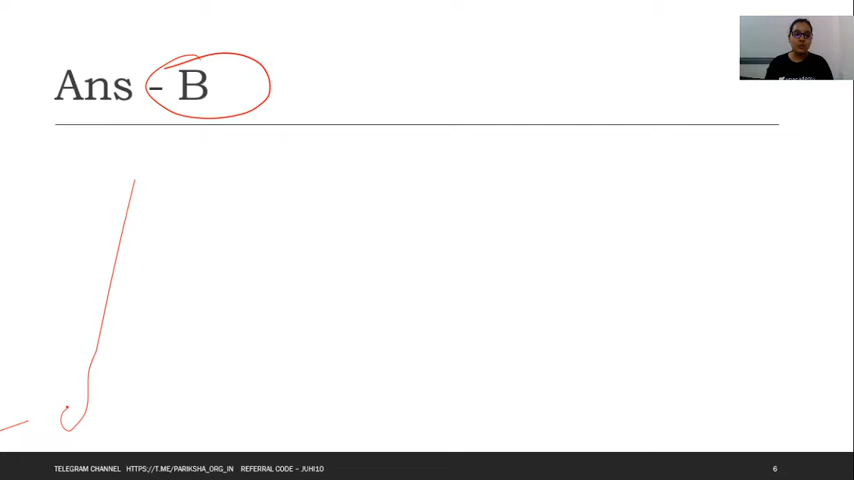 Ans - B
TELEGRAM CHANNEL HTTPS://T.ME/PARIKSHA_ORG_IN REFERRAL CODE – JUHI10
6